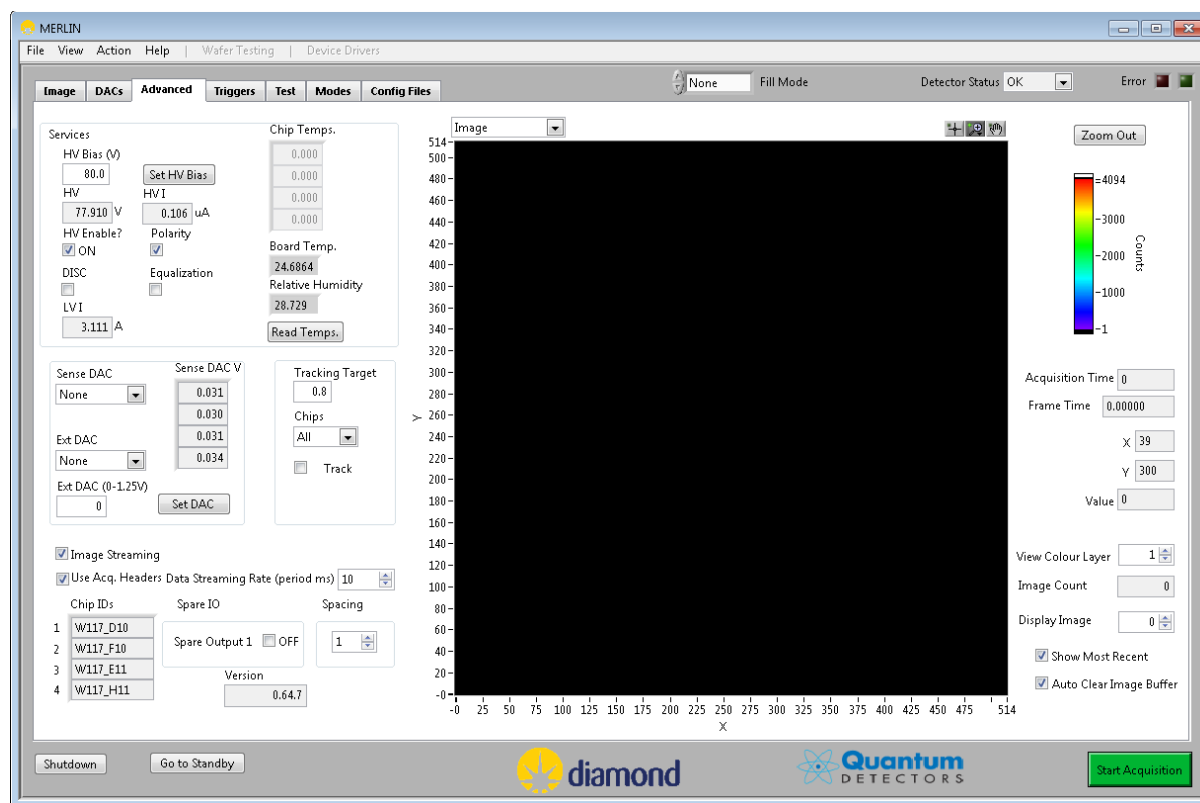 MERLIN
File View Action Help | Wafer Testing | Device Drivers
Image DACs Advanced Triggers Test Modes Config Files
None Fill Mode
Detector Status OK
Error
Services
HV Bias (V)
80.0 Set HV Bias
HV HV I
77.910 V 0.106 uA
HV Enable? Polarity
ON
DISC Equalization
LV I
3.111 A
Chip Temps.
0.000
0.000
0.000
0.000
Board Temp.
24.6864
Relative Humidity
28.729
Read Temps.
Sense DAC Sense DAC V
None 0.031
0.030
0.031
0.034
Ext DAC
None
Ext DAC (0-1.25V)
0 Set DAC
Tracking Target
0.8
Chips
All
Track
Image Streaming
Use Acq. Headers Data Streaming Rate (period ms) 10
Chip IDs Spare IO Spacing
1 W117_D10
2 W117_F10
3 W117_E11
4 W117_H11
Spare Output 1 OFF
1
Version
0.64.7
Image
514
500
480
460
440
420
400
380
360
340
320
300
280
260
240
220
200
180
160
140
120
100
80
60
40
20
-0
Y
-0 25 50 75 100 125 150 175 200 225 250 275 300 325 350 375 400 425 450 475 514
X
Zoom Out
=4094
-3000
-2000
-1000
-1
Counts
Acquisition Time 0
Frame Time 0.00000
X 39
Y 300
Value 0
View Colour Layer 1
Image Count 0
Display Image 0
Show Most Recent
Auto Clear Image Buffer
Shutdown Go to Standby
diamond
Quantum
DETECTORS
Start Acquisition